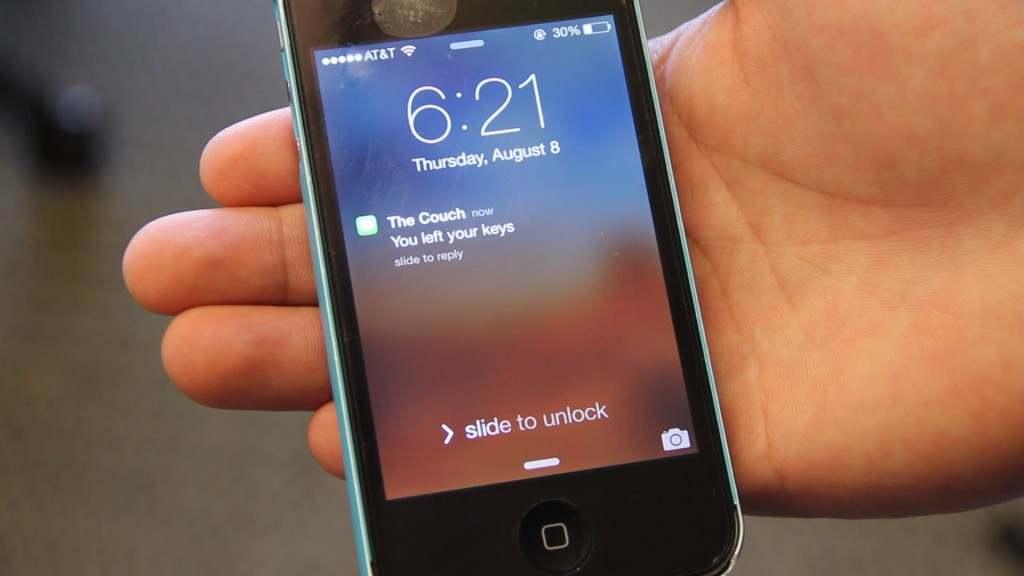 AT&T 30%
6:21
Thursday, August 8
The Couch now
You left your keys
slide to reply
slide to unlock